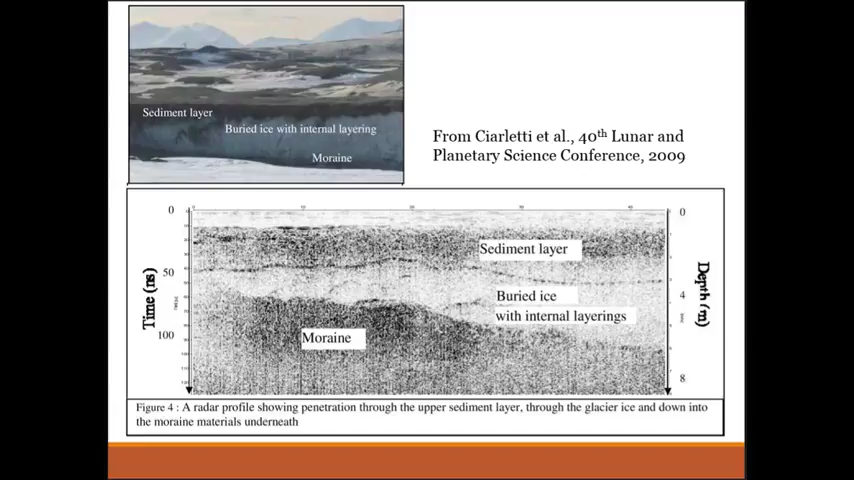 Sediment layer
Buried ice with internal layering
Moraine
From Ciarletti et al., 40th Lunar and
Planetary Science Conference, 2009
0
50
100
Time (ns)
0
4
8
Depth (m)
Sediment layer
Buried ice
with internal layerings
Moraine
Figure 4 : A radar profile showing penetration through the upper sediment layer, through the glacier ice and down into
the moraine materials underneath